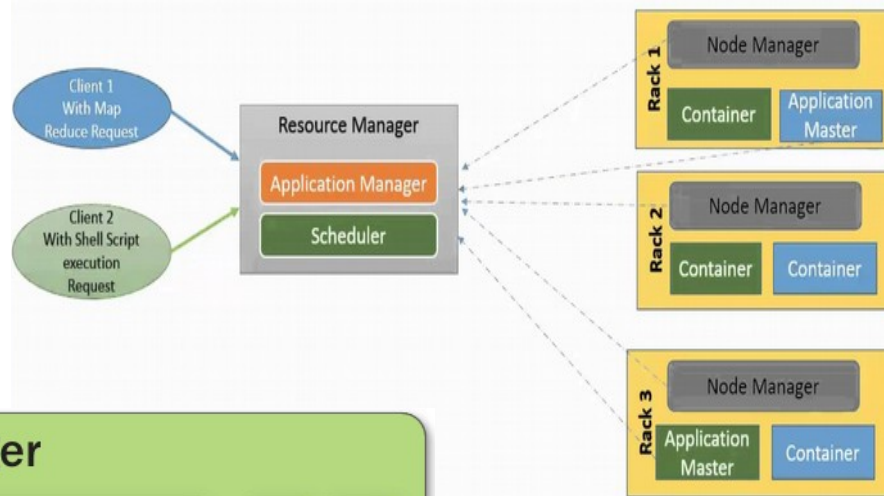 Client 1
With Map
Reduce Request
Client 2
With Shell Script
execution
Request
Resource Manager
Application Manager
Scheduler
Rack 1
Node Manager
Container
Application
Master
Rack 2
Node Manager
Container
Container
Rack 3
Node Manager
Application
Master
Container
er